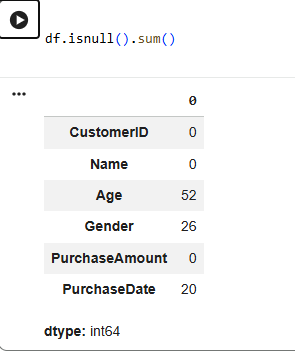 df.isnull().sum()
0
CustomerID 0
Name 0
Age 52
Gender 26
PurchaseAmount 0
PurchaseDate 20
dtype: int64